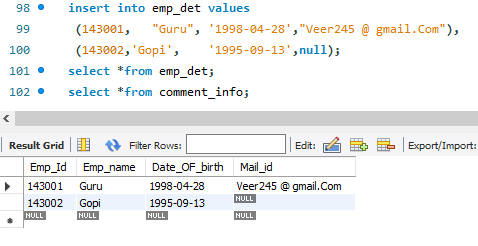 98 insert into emp_det values
99 (143001, "Guru", '1998-04-28',"Veer245 @ gmail.Com"),
100 (143002,'Gopi', '1995-09-13',null);
101 select *from emp_det;
102 select *from comment_info;
Result Grid Filter Rows: Edit: Export/Import:
Emp_Id Emp_name Date_OF_birth Mail_id
143001 Guru 1998-04-28 Veer245 @ gmail.Com
143002 Gopi 1995-09-13 NULL
NULL NULL NULL NULL